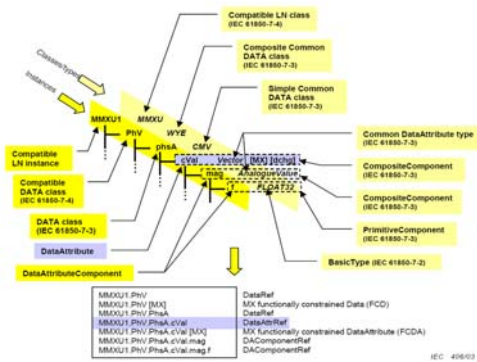 Compatible LN class
(IEC 61850-7-4)
Composite Common
DATA class
(IEC 61850-7-3)
Simple Common
DATA class
(IEC 61850-7-3)
Classes/types
Instances
MMXU1
MMXU
PhV
WYE
phsA
CMV
cVal
Vector
[MX] [dchg]
mag
AnalogueValue
f
FLOAT32
Common DataAttribute type
(IEC 61850-7-3)
CompositeComponent
(IEC 61850-7-3)
CompositeComponent
(IEC 61850-7-3)
PrimitiveComponent
(IEC 61850-7-3)
BasicType (IEC 61850-7-2)
Compatible
LN instance
Compatible
DATA class
(IEC 61850-7-4)
DATA class
(IEC 61850-7-3)
DataAttribute
DataAttributeComponent
MMXU1.PhV DataRef
MMXU1.PhV [MX] MX functionally constrained Data (FCD)
MMXU1.PhV.PhsA DataRef
MMXU1.PhV.PhsA.cVal DataAttrRef
MMXU1.PhV.PhsA.cVal [MX] MX functionally constrained DataAttribute (FCDA)
MMXU1.PhV.PhsA.cVal.mag DAComponentRef
MMXU1.PhV.PhsA.cVal.mag.f DAComponentRef
IEC 406/03